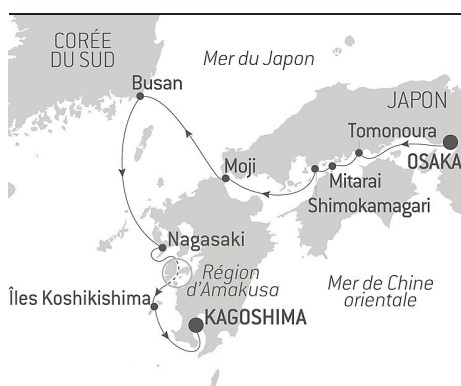 CORÉE
DU SUD
Mer du Japon
Busan
JAPON
Tomonoura
OSAKA
Moji
Mitarai
Shimokamagari
Nagasaki
Région
d'Amakusa
Mer de Chine
orientale
Îles Koshikishima
KAGOSHIMA